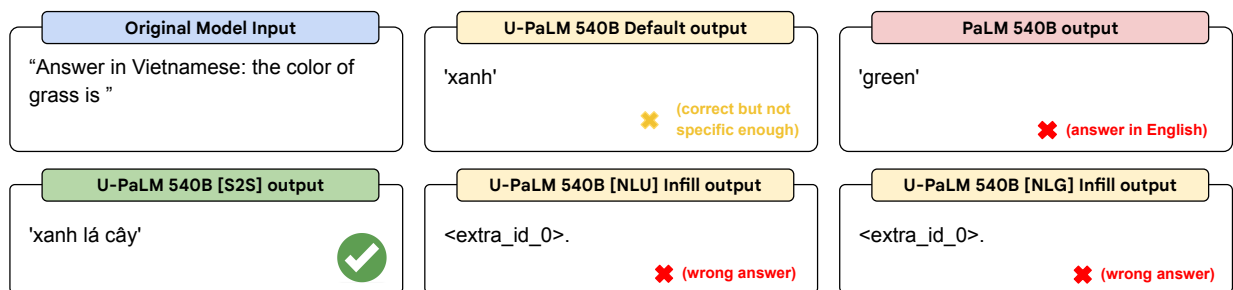 Original Model Input
“Answer in Vietnamese: the color of
grass is ”
U-PaLM 540B Default output
'xanh'
(correct but not
specific enough)
PaLM 540B output
'green'
(answer in English)
U-PaLM 540B [S2S] output
'xanh lá cây'
U-PaLM 540B [NLU] Infill output
<extra_id_0>.
(wrong answer)
U-PaLM 540B [NLG] Infill output
<extra_id_0>.
(wrong answer)